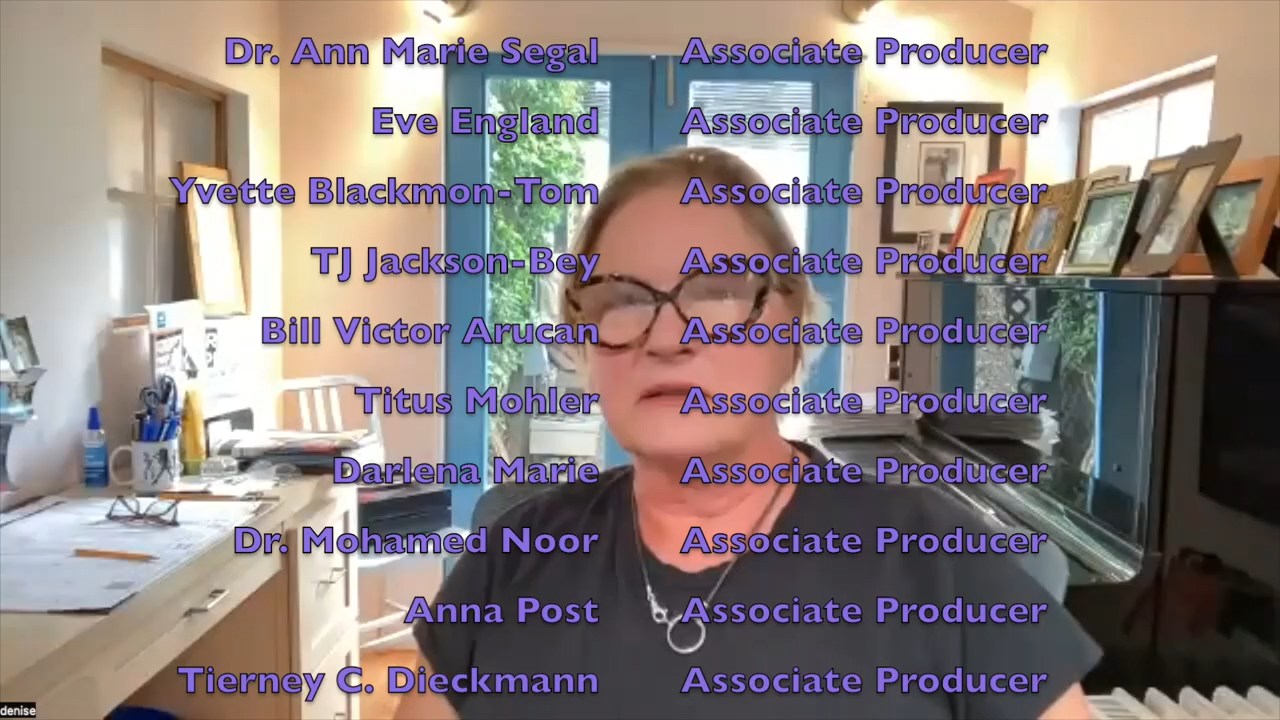 Dr. Ann Marie Segal Associate Producer
Eve England Associate Producer
Yvette Blackmon-Tom Associate Producer
TJ Jackson-Bey Associate Producer
Bill Victor Arucan Associate Producer
Titus Mohler Associate Producer
Darlena Marie Associate Producer
Dr. Mohamed Noor Associate Producer
Anna Post Associate Producer
Tierney C. Dieckmann Associate Producer
denise